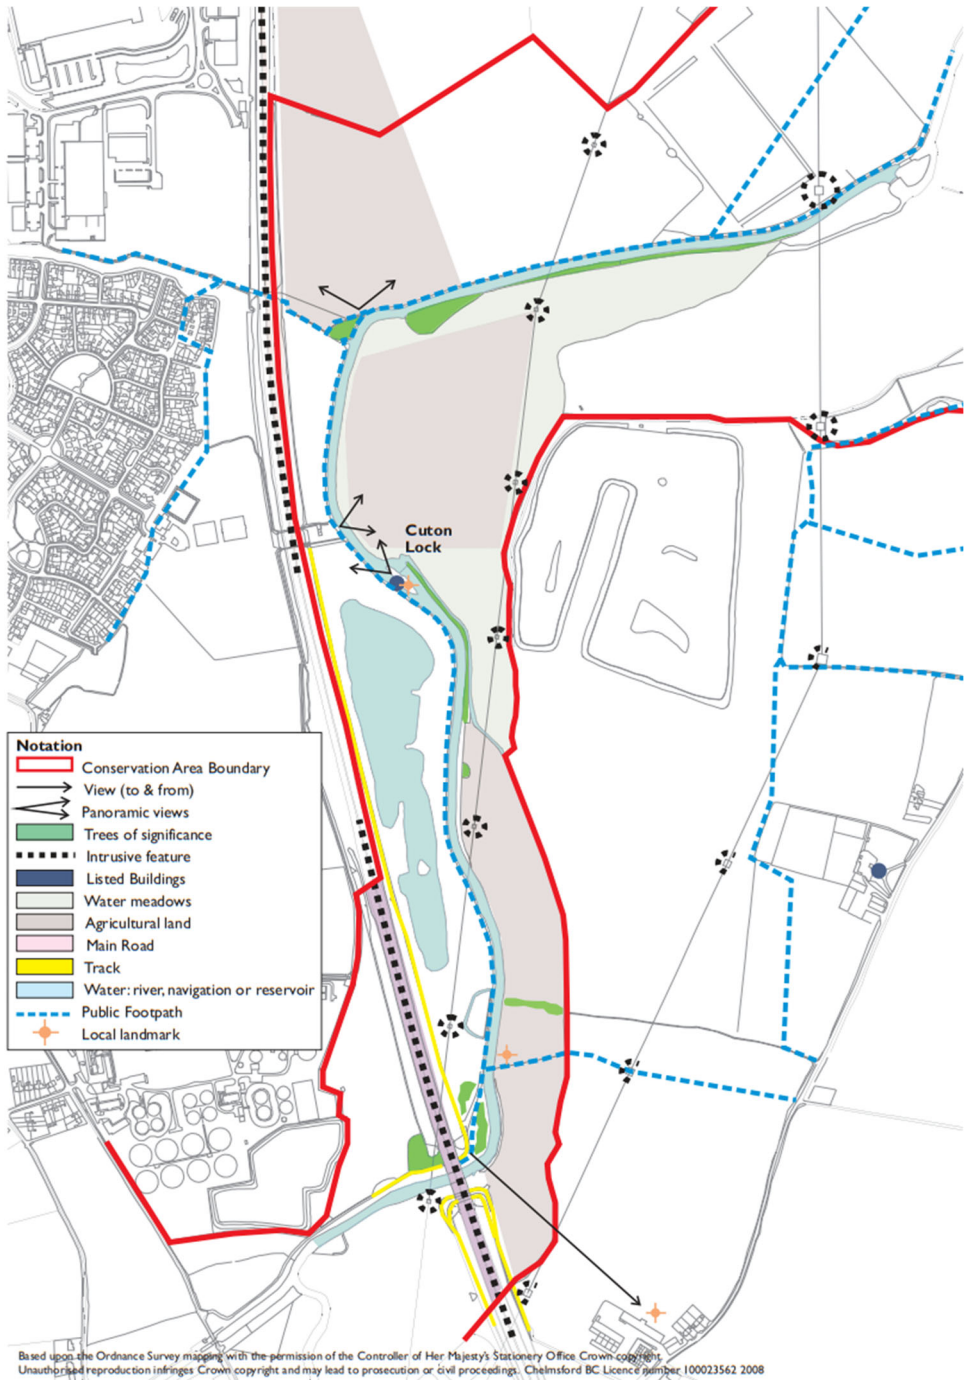 Cuton
Lock
Notation
Conservation Area Boundary
View (to & from)
Panoramic views
Trees of significance
Intrusive feature
Listed Buildings
Water meadows
Agricultural land
Main Road
Track
Water: river, navigation or reservoir
Public Footpath
Local landmark
Based upon the Ordnance Survey mapping with the permission of the Controller of Her Majesty's Stationery Office Crown copyright.
Unauthorised reproduction infringes Crown copyright and may lead to prosecution or civil proceedings. Chelmsford BC Licence number 100023562 2008